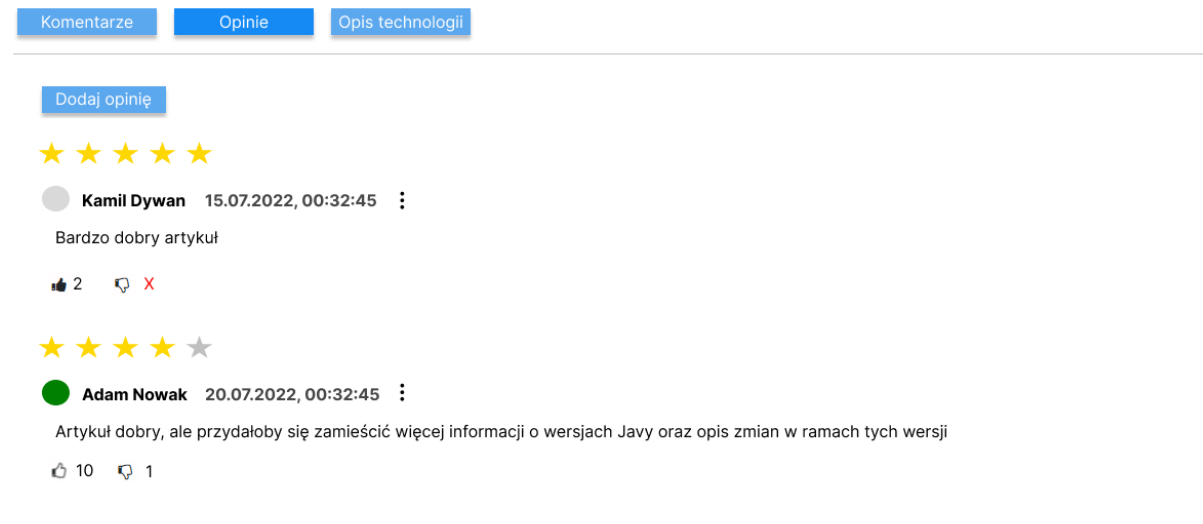 Komentarze Opinie Opis technologii
Dodaj opinię
Kamil Dywan 15.07.2022, 00:32:45
Bardzo dobry artykuł
2 X
Adam Nowak 20.07.2022, 00:32:45
Artykuł dobry, ale przydałoby się zamieścić więcej informacji o wersjach Javy oraz opis zmian w ramach tych wersji
10 1